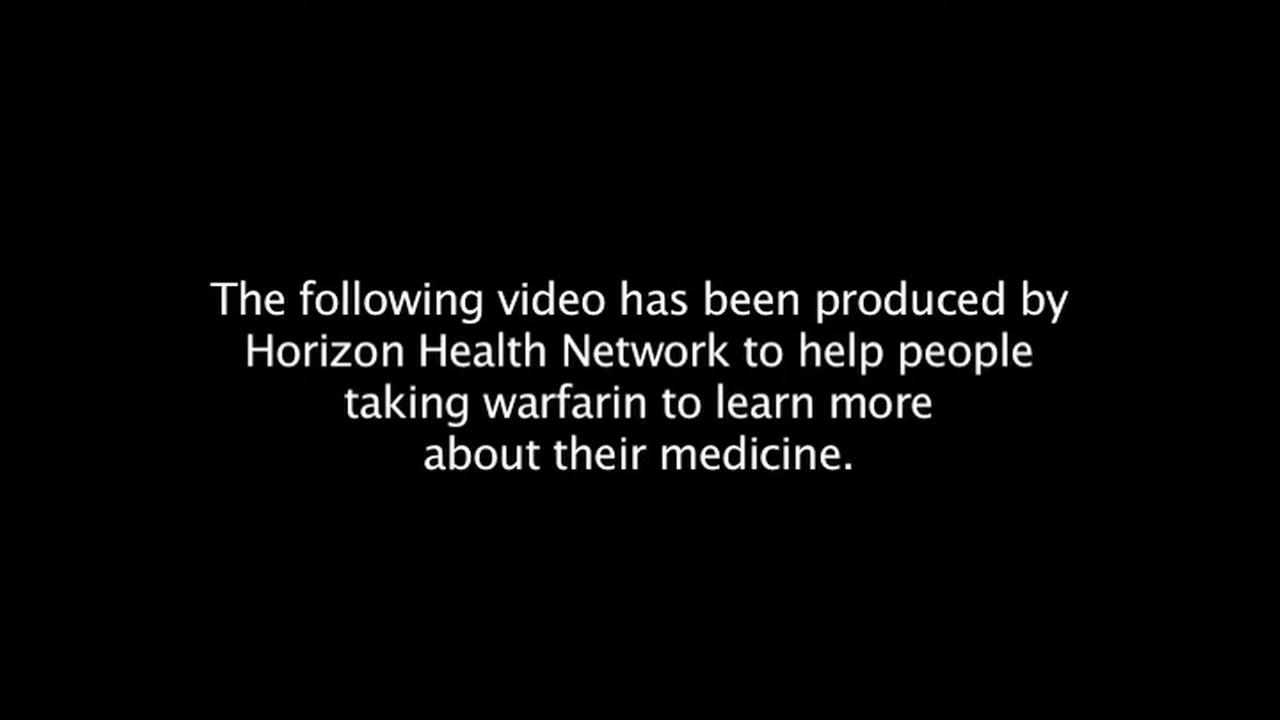 The following video has been produced by
Horizon Health Network to help people
taking warfarin to learn more
about their medicine.